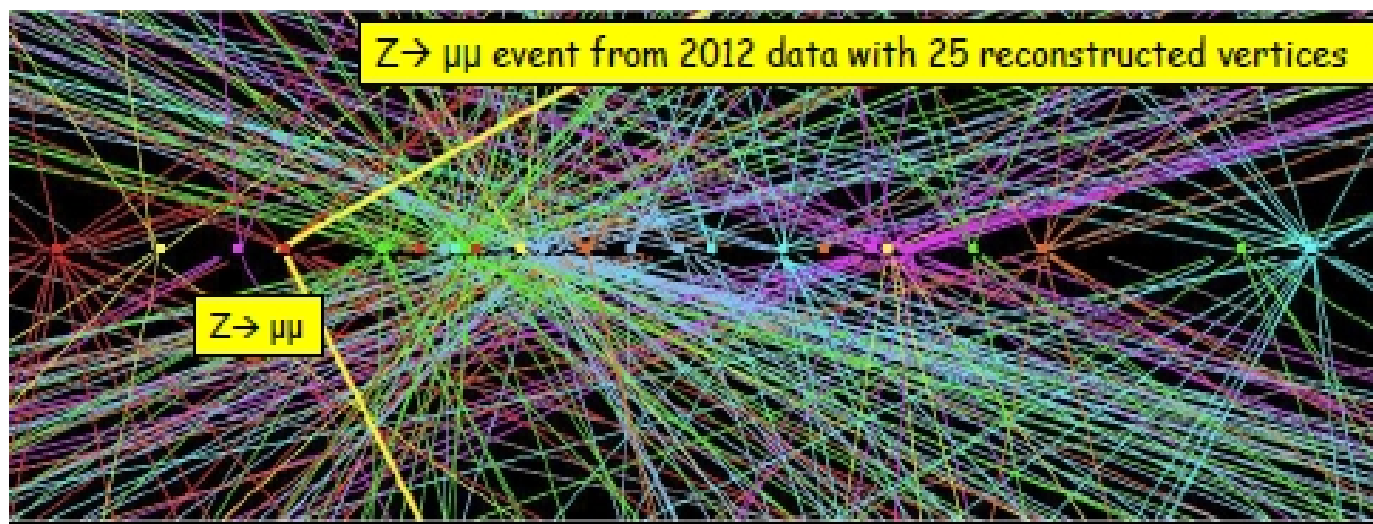 Z→ μμ event from 2012 data with 25 reconstructed vertices
Z→ μμ